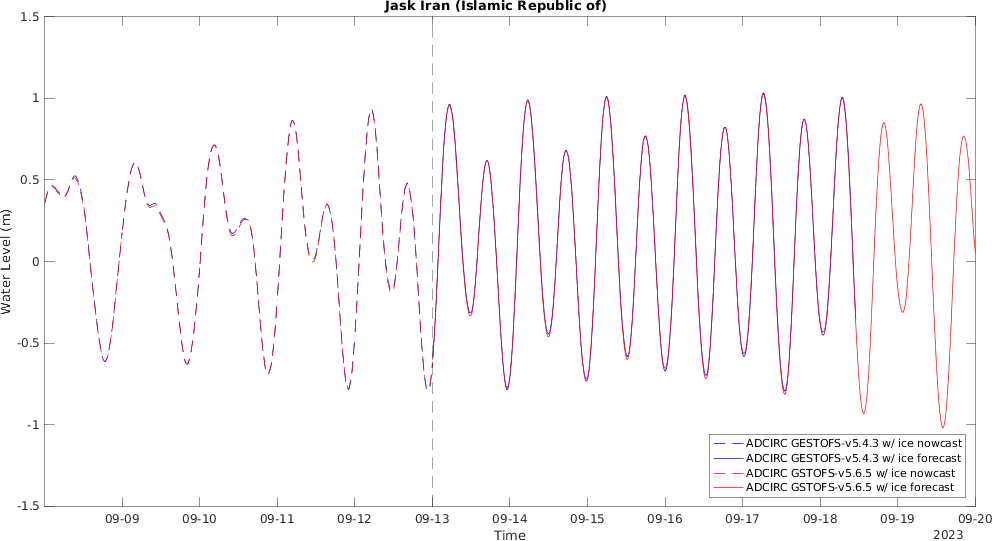 Jask Iran (Islamic Republic of)
1.5
1
0.5
0
-0.5
-1
-1.5
Water Level (m)
ADCIRC GESTOFS-v5.4.3 w/ ice nowcast
ADCIRC GESTOFS-v5.4.3 w/ ice forecast
ADCIRC GSTOFS-v5.6.5 w/ ice nowcast
ADCIRC GSTOFS-v5.6.5 w/ ice forecast
09-09 09-10 09-11 09-12 09-13 09-14 09-15 09-16 09-17 09-18 09-19 09-20
Time
2023